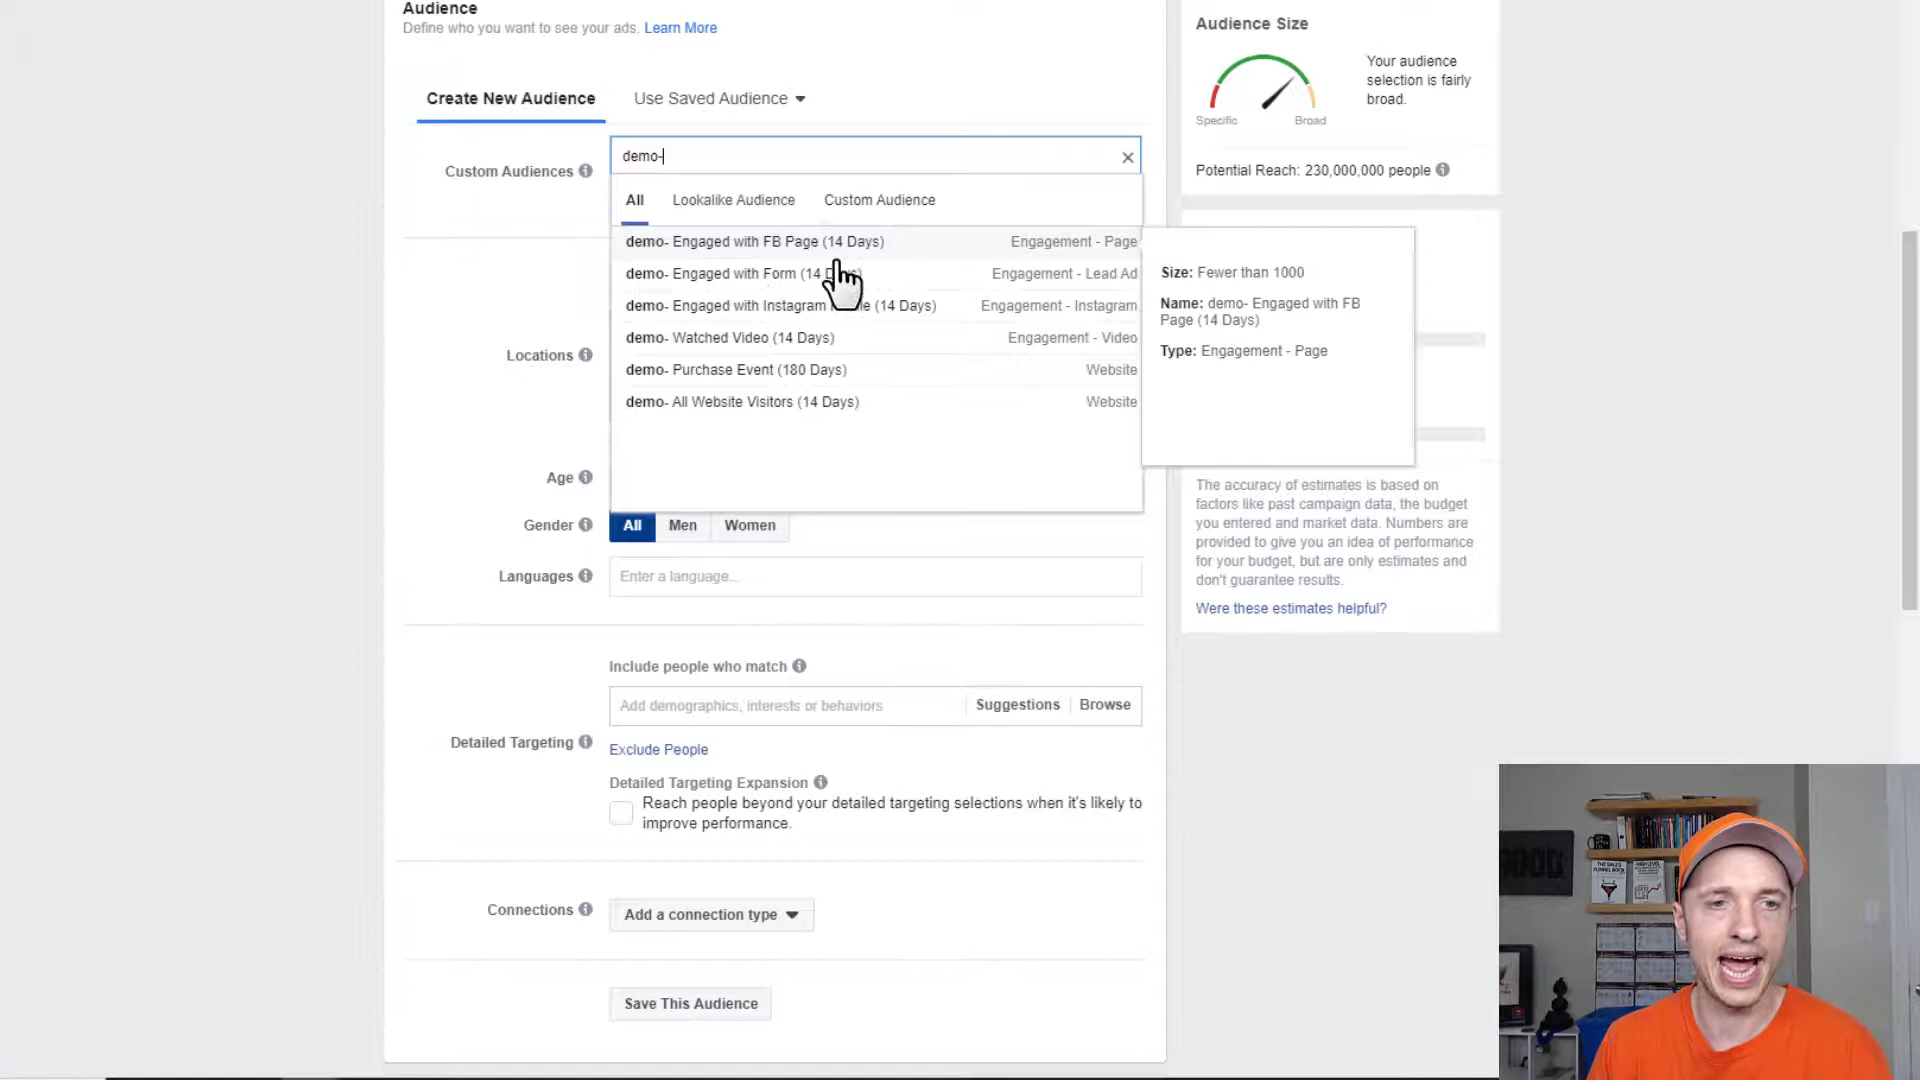 Audience
Define who you want to see your ads. Learn More
Create New Audience
Use Saved Audience
Custom Audiences
demo-
All
Lookalike Audience
Custom Audience
demo- Engaged with FB Page (14 Days) Engagement - Page
demo- Engaged with Form (14 Engagement - Lead Ad
demo- Engaged with Instagram (14 Days) Engagement - Instagram
demo- Watched Video (14 Days) Engagement - Video
demo- Purchase Event (180 Days) Website
demo- All Website Visitors (14 Days) Website
Size: Fewer than 1000
Name: demo- Engaged with FB
Page (14 Days)
Type: Engagement - Page
Locations
Age
Gender
All
Men
Women
Languages
Enter a language...
Include people who match
Detailed Targeting
Add demographics, interests or behaviors
Suggestions
Browse
Exclude People
Detailed Targeting Expansion
Reach people beyond your detailed targeting selections when it's likely to
improve performance.
Connections
Add a connection type
Save This Audience
Audience Size
Your audience
selection is fairly
broad.
Specific
Broad
Potential Reach: 230,000,000 people
The accuracy of estimates is based on
factors like past campaign data, the budget
you entered and market data. Numbers are
provided to give you an idea of performance
for your budget, but are only estimates and
don't guarantee results.
Were these estimates helpful?